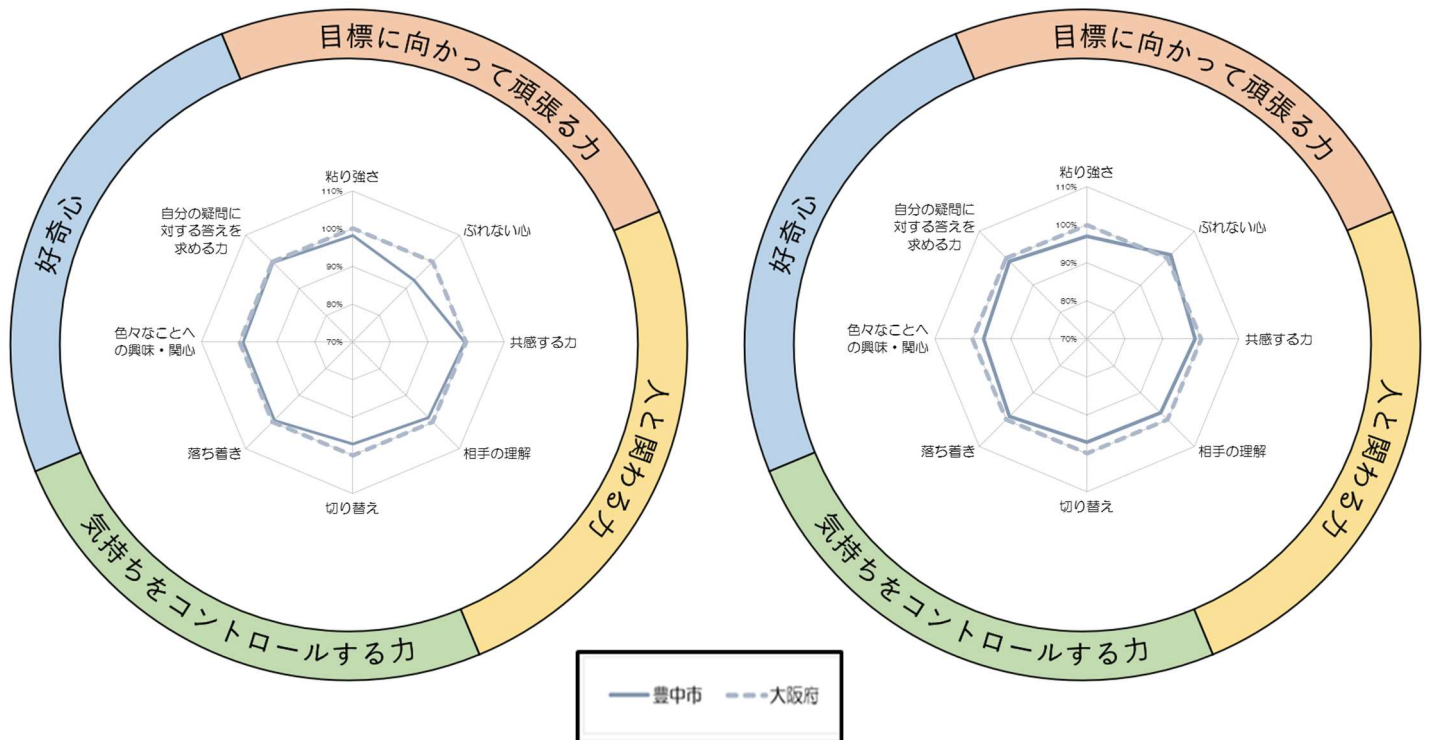 目標に向かって頑張る力
好奇心
人と関わる力
気持ちをコントロールする力
粘り強さ
ぶれない心
共感する力
相手の理解
切り替え
落ち着き
色々なことへ
の興味・関心
自分の疑問に
対する答えを
求める力
110%
100%
90%
80%
70%
目標に向かって頑張る力
好奇心
人と関わる力
気持ちをコントロールする力
粘り強さ
ぶれない心
共感する力
相手の理解
切り替え
落ち着き
色々なことへ
の興味・関心
自分の疑問に
対する答えを
求める力
110%
100%
90%
80%
70%
豊中市 大阪府